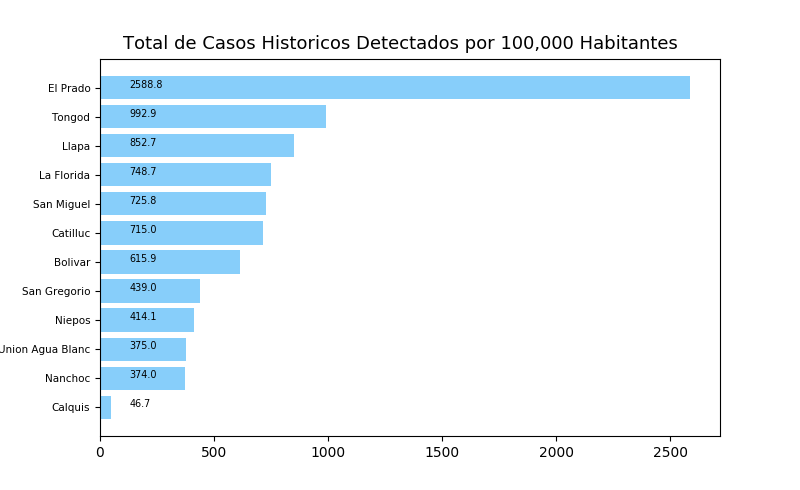 Total de Casos Historicos Detectados por 100,000 Habitantes
El Prado 2588.8
Tongod 992.9
Llapa 852.7
La Florida 748.7
San Miguel 725.8
Catilluc 715.0
Bolivar 615.9
San Gregorio 439.0
Niepos 414.1
Union Agua Blanc 375.0
Nanchoc 374.0
Calquis 46.7
0 500 1000 1500 2000 2500